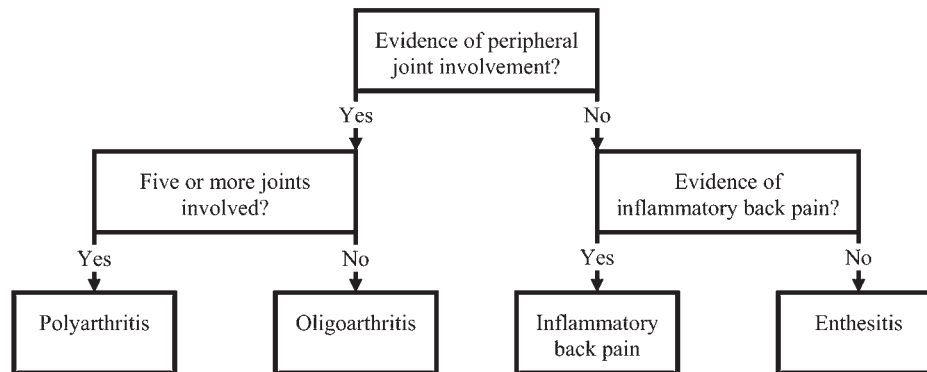 Evidence of peripheral
joint involvement?
Yes
No
Five or more joints
involved?
Evidence of
inflammatory back pain?
Yes
No
Yes
No
Polyarthritis
Oligoarthritis
Inflammatory
back pain
Enthesitis